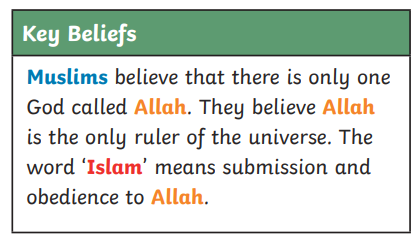 Key Beliefs
Muslims believe that there is only one
God called Allah. They believe Allah
is the only ruler of the universe. The
word ‘Islam’ means submission and
obedience to Allah.